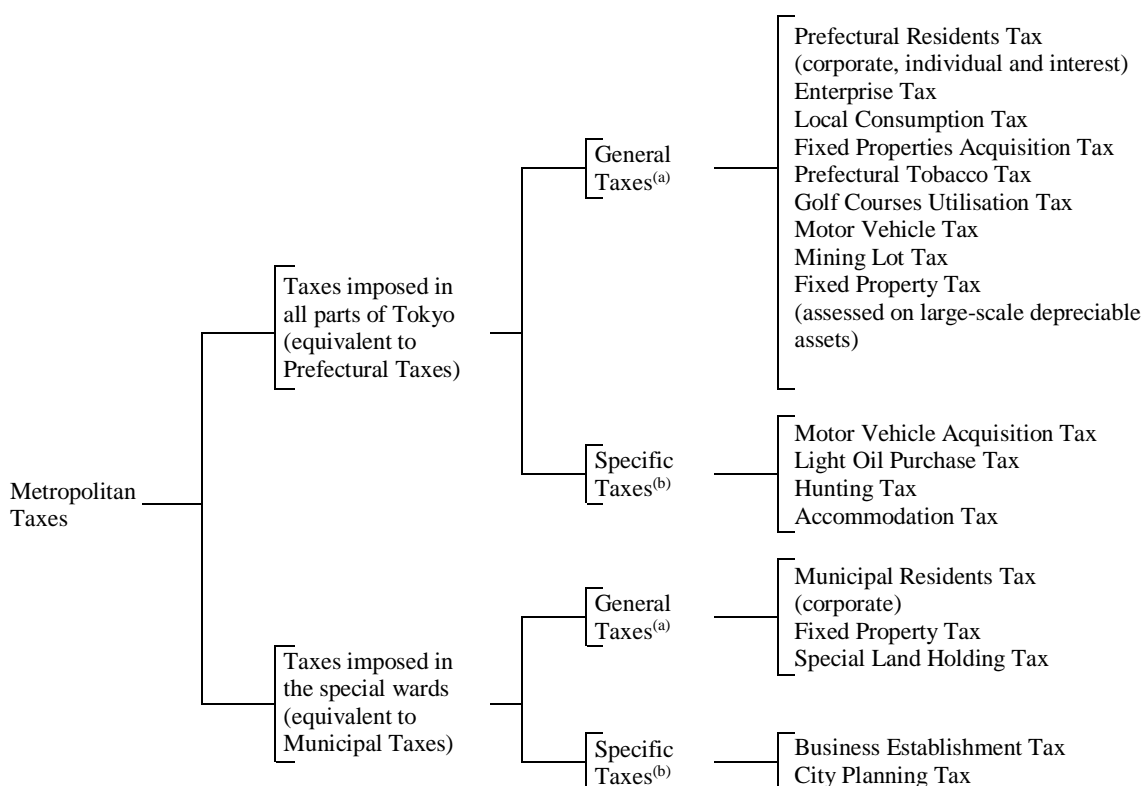 Metropolitan
Taxes
Taxes imposed in
all parts of Tokyo
(equivalent to
Prefectural Taxes)
General
Taxes(a)
Prefectural Residents Tax
(corporate, individual and interest)
Enterprise Tax
Local Consumption Tax
Fixed Properties Acquisition Tax
Prefectural Tobacco Tax
Golf Courses Utilisation Tax
Motor Vehicle Tax
Mining Lot Tax
Fixed Property Tax
(assessed on large-scale depreciable
assets)
Specific
Taxes(b)
Motor Vehicle Acquisition Tax
Light Oil Purchase Tax
Hunting Tax
Accommodation Tax
Taxes imposed in
the special wards
(equivalent to
Municipal Taxes)
General
Taxes(a)
Municipal Residents Tax
(corporate)
Fixed Property Tax
Special Land Holding Tax
Specific
Taxes(b)
Business Establishment Tax
City Planning Tax